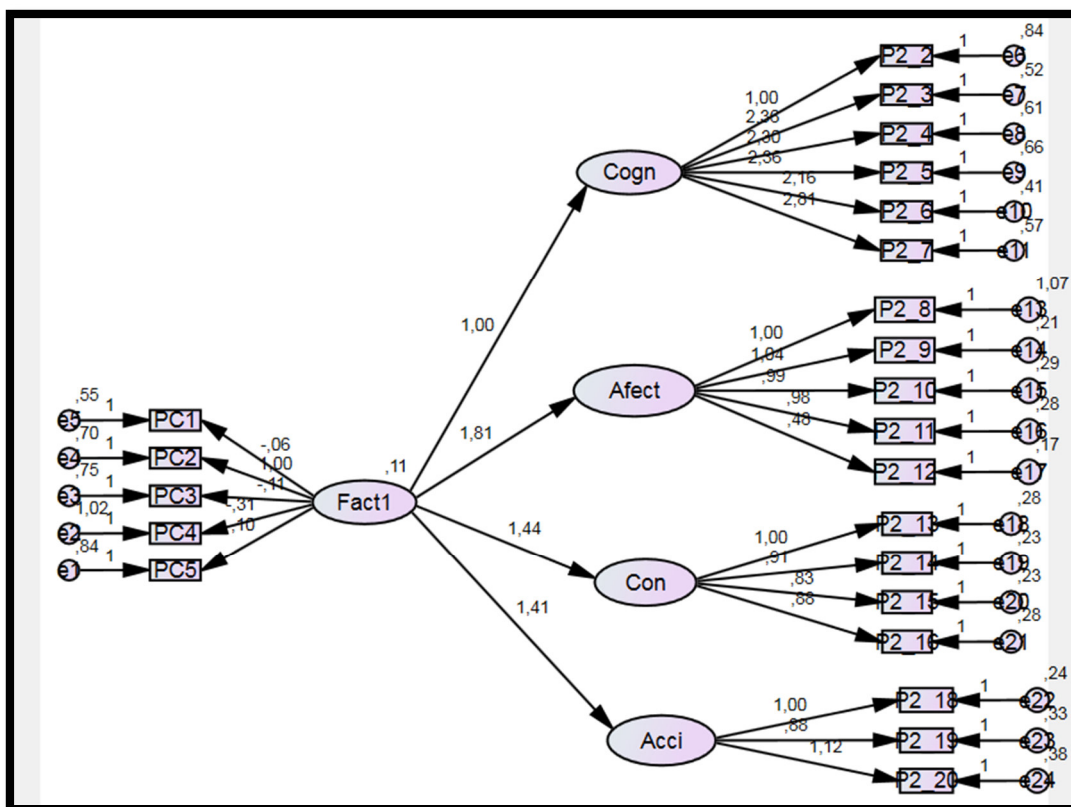 ,84
P2_2 1 e6
,52
1,00 P2_3 1 e7
2,36 ,61
2,30 P2_4 1 e8
2,36 ,66
Cogn P2_5 1 e9
2,16 ,41
2,81 P2_6 1 e10
,57
P2_7 1 e11
1,00
1,07
P2_8 1 e13
,21
1,00 P2_9 1 e14
1,04 ,29
,99 Afect P2_10 1 e15
,98 ,28
,48 P2_11 1 e16
,17
P2_12 1 e17
1,81
,55
e5 1 PC1
,70 -,06
e4 1 PC2
,75 1,00
-,11 ,11
e3 1 PC3 Fact1
1,02 -,31
e2 1 PC4
,84 ,10
e1 1 PC5
1,44
,28
P2_13 1 e18
,23
1,00 P2_14 1 e19
,91 ,23
Con ,83 P2_15 1 e20
,88 ,28
P2_16 1 e21
1,41
,24
P2_18 1 e22
1,00 ,33
,88 Acci P2_19 1 e23
1,12 ,38
P2_20 1 e24